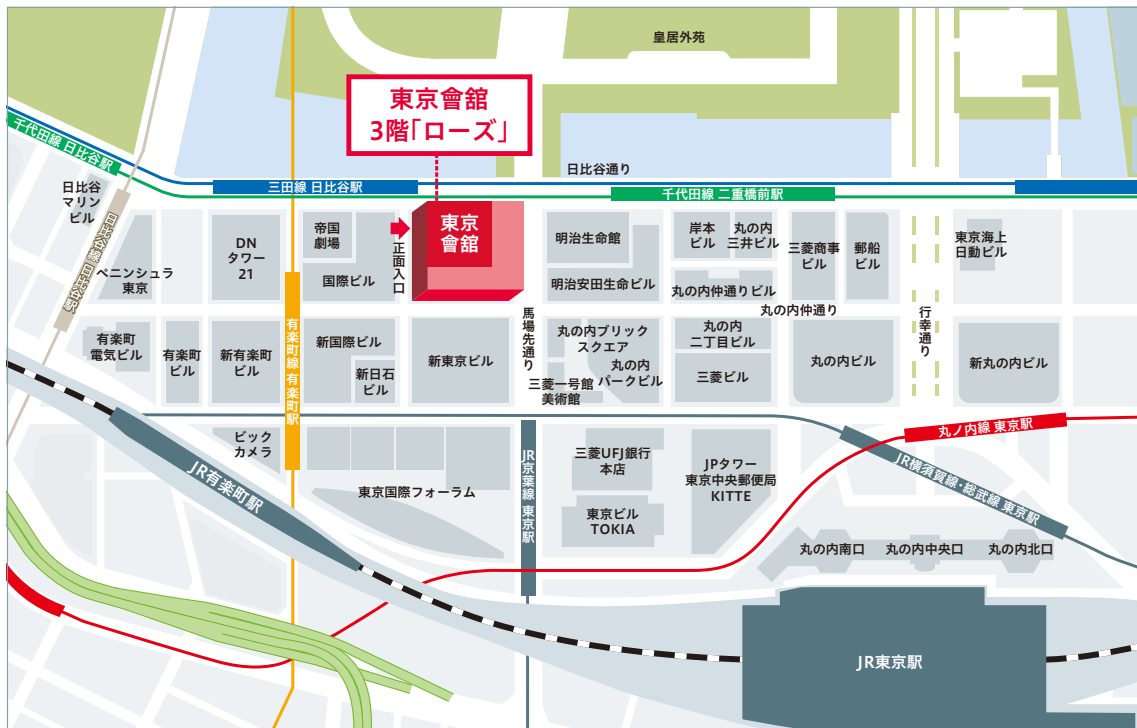 皇居外苑
東京會舘
3階「ローズ」
千代田線 日比谷駅
日比谷通り
三田線 日比谷駅
千代田線 二重橋前駅
日比谷
マリン
ビル
日比谷線 日比谷駅
ペニンシュラ
東京
DN
タワー
21
帝国
劇場
国際ビル
正面入口
東京
會舘
明治生命館
明治安田生命ビル
岸本
ビル
丸の内
三井ビル
丸の内仲通りビル
三菱商事
ビル
郵船
ビル
東京海上
日動ビル
丸の内仲通り
行幸通り
馬場先通り
有楽町線 有楽町駅
有楽町
電気ビル
有楽町
ビル
新有楽町
ビル
新国際ビル
新日石
ビル
新東京ビル
丸の内ブリック
スクエア
丸の内
パークビル
三菱一号館
美術館
丸の内
二丁目ビル
三菱ビル
丸の内ビル
新丸の内ビル
丸ノ内線 東京駅
JR横須賀線・総武線 東京駅
ビック
カメラ
JR有楽町駅
東京国際フォーラム
JR京葉線 東京駅
三菱UFJ銀行
本店
東京ビル
TOKIA
JPタワー
東京中央郵便局
KITTE
丸の内南口
丸の内中央口
丸の内北口
JR東京駅